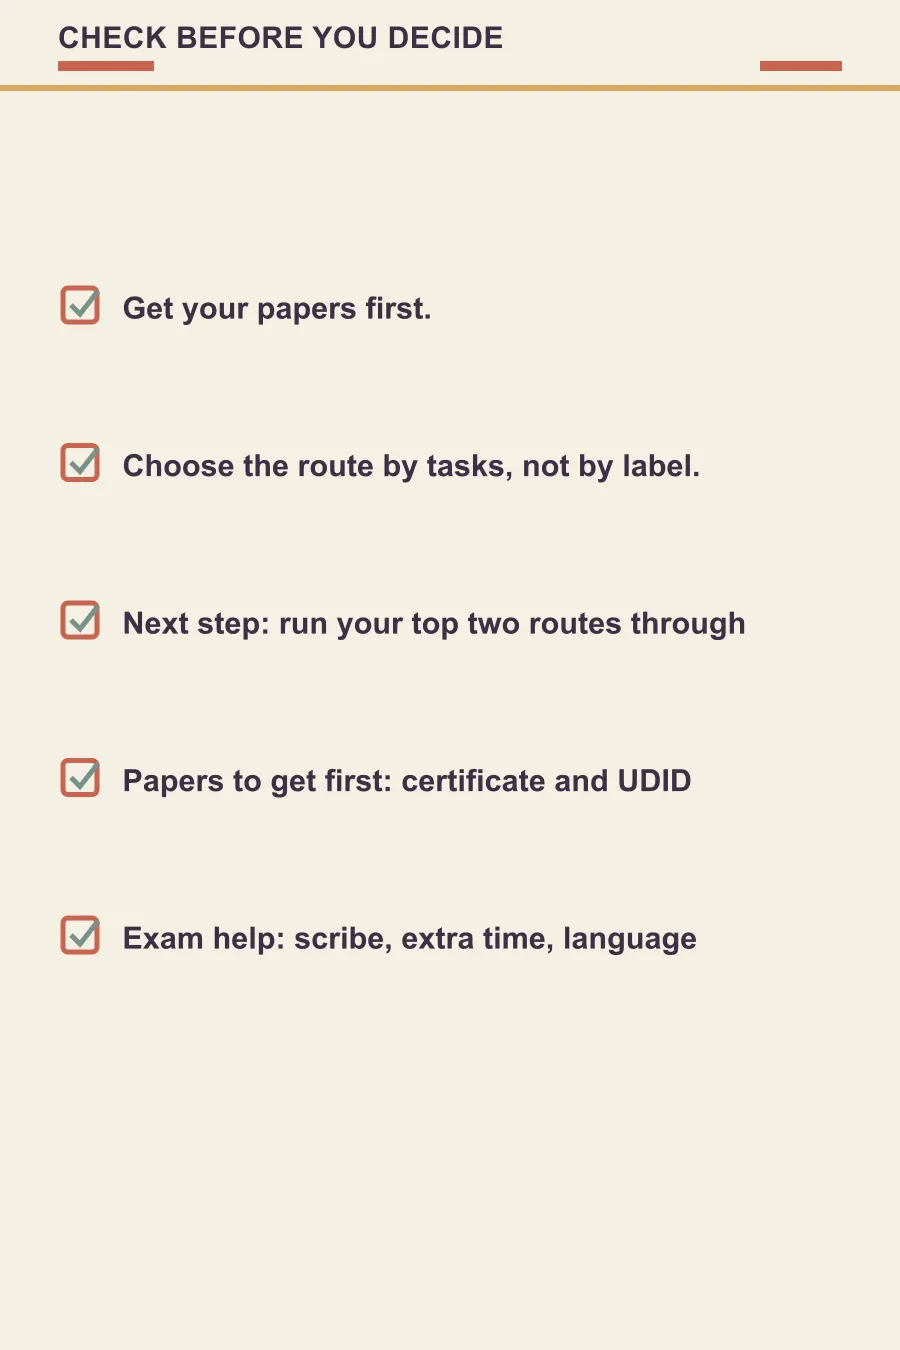 CHECK BEFORE YOU DECIDE
Get your papers first.
Choose the route by tasks, not by label.
Next step: run your top two routes through
Papers to get first: certificate and UDID
Exam help: scribe, extra time, language